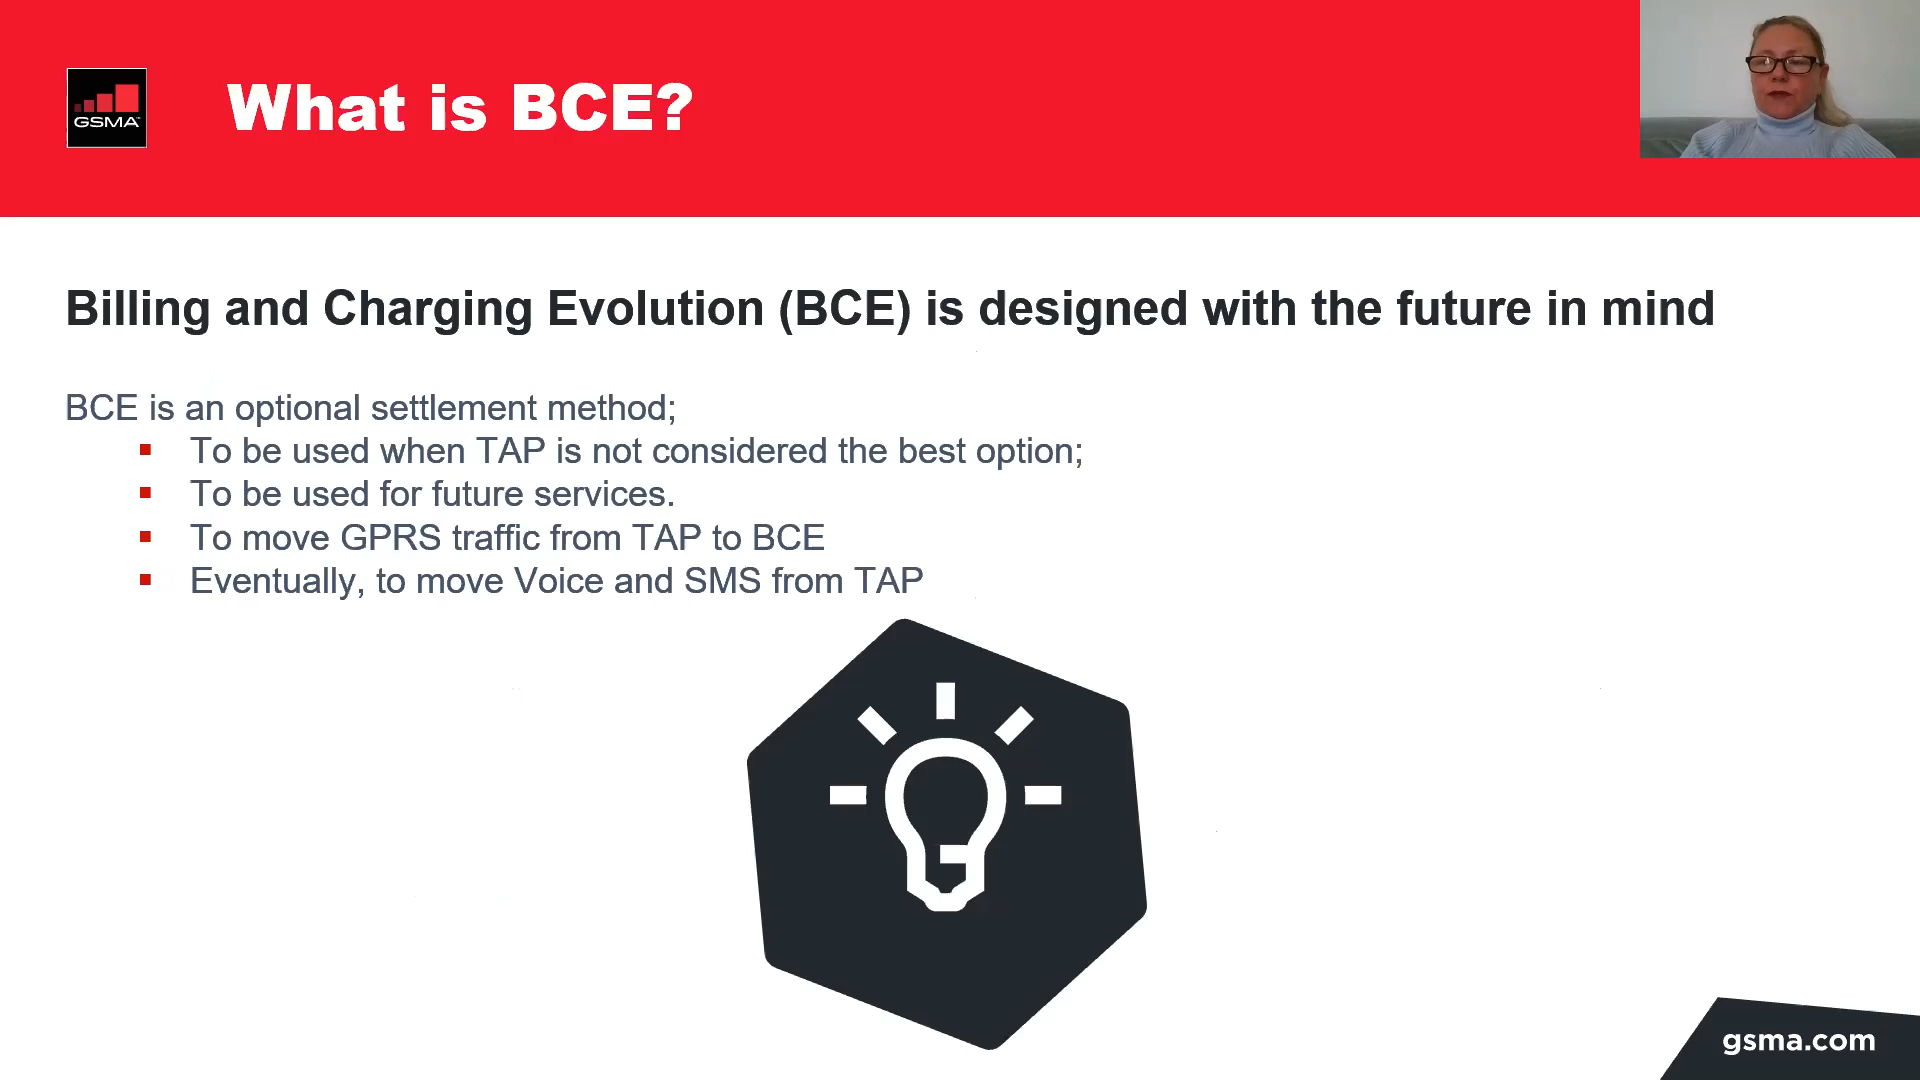 GSMA
What is BCE?
Billing and Charging Evolution (BCE) is designed with the future in mind
BCE is an optional settlement method;
To be used when TAP is not considered the best option;
To be used for future services.
To move GPRS traffic from TAP to BCE
Eventually, to move Voice and SMS from TAP
gsma.com